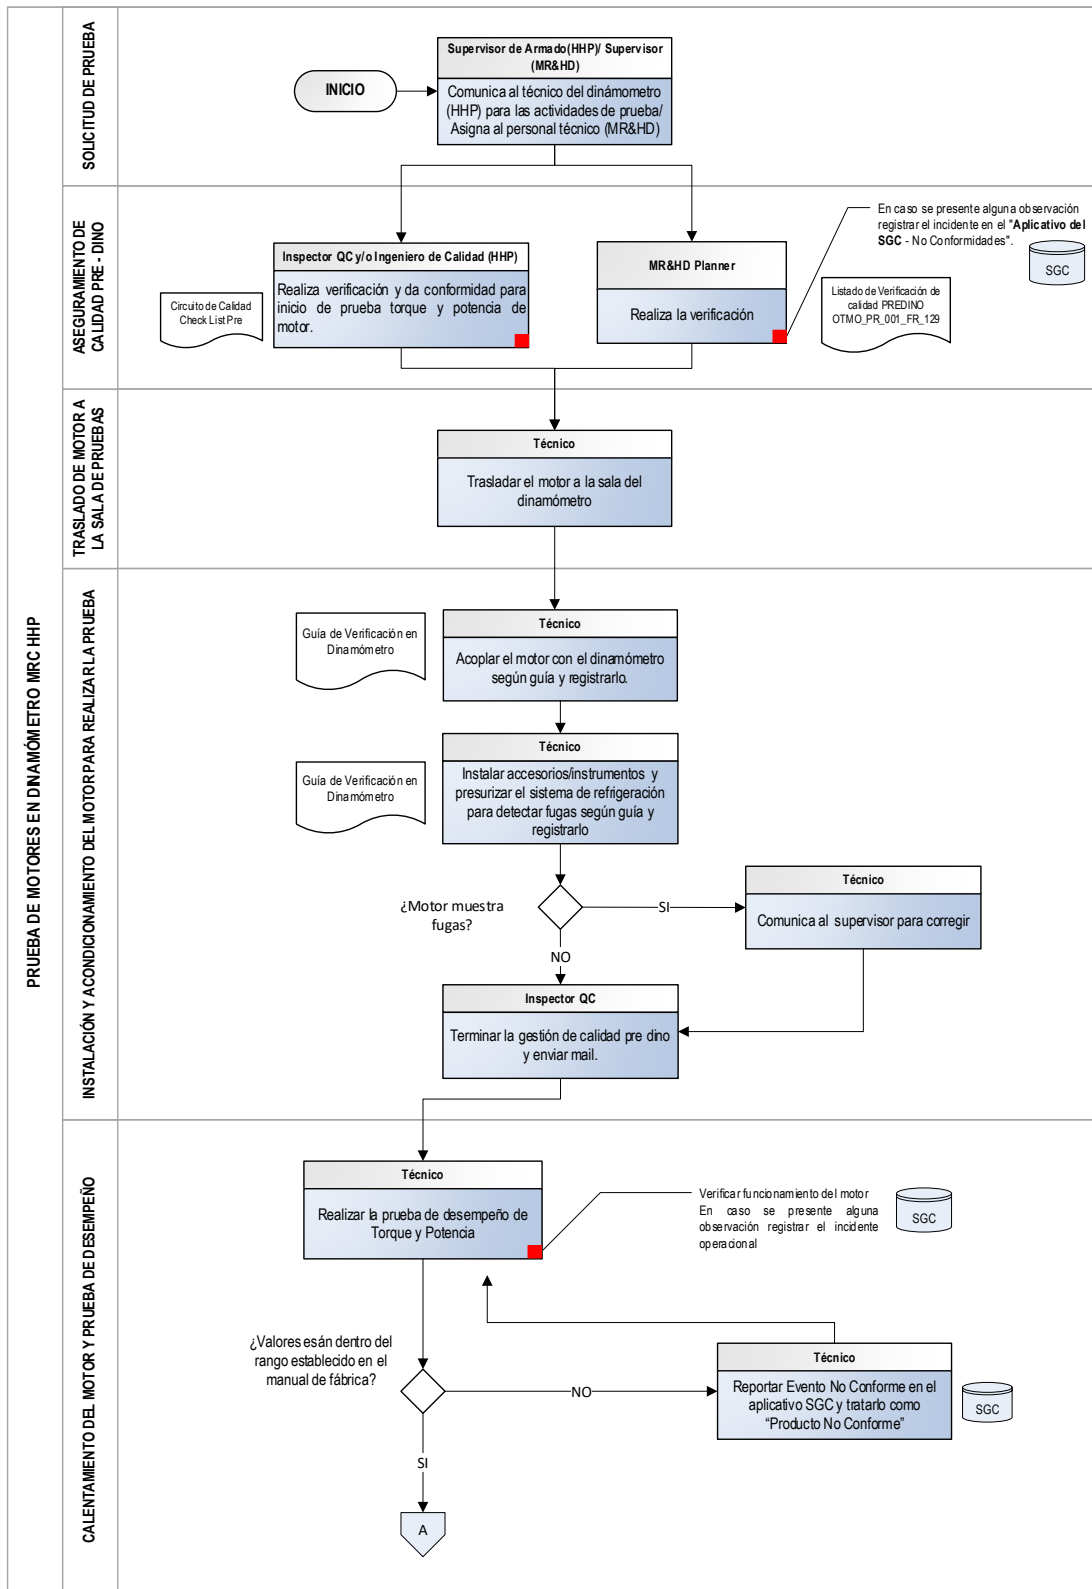 PRUEBA DE MOTORES EN DINAMÓMETRO MRC HHP
SOLICITUD DE PRUEBA
INICIO
Supervisor de Armado(HHP)/ Supervisor
(MR&HD)
Comunica al técnico del dinámometro
(HHP) para las actividades de prueba/
Asigna al personal técnico (MR&HD)
ASEGURAMIENTO DE
CALIDAD PRE - DINO
Circuito de Calidad
Check List Pre
Inspector QC y/o Ingeniero de Calidad (HHP)
Realiza verificación y da conformidad para
inicio de prueba torque y potencia de
motor.
MR&HD Planner
Realiza la verificación
En caso se presente alguna observación
registrar el incidente en el "Aplicativo del
SGC - No Conformidades".
SGC
Listado de Verificación de
calidad PREDINO
OTMO_PR_001_FR_129
TRASLADO DE MOTOR A
LA SALA DE PRUEBAS
Técnico
Trasladar el motor a la sala del
dinamómetro
INSTALACIÓN Y ACONDICIONAMIENTO DEL MOTOR PARA REALIZAR LA PRUEBA
Guía de Verificación en
Dinamómetro
Técnico
Acoplar el motor con el dinamómetro
según guía y registrarlo.
Guía de Verificación en
Dinamómetro
Técnico
Instalar accesorios/instrumentos y
presurizar el sistema de refrigeración
para detectar fugas según guía y
registrarlo
¿Motor muestra
fugas?
SI
Técnico
Comunica al supervisor para corregir
NO
Inspector QC
Terminar la gestión de calidad pre dino
y enviar mail.
CALENTAMIENTO DEL MOTOR Y PRUEBA DE DESEMPEÑO
Técnico
Realizar la prueba de desempeño de
Torque y Potencia
Verificar funcionamiento del motor
En caso se presente alguna
observación registrar el incidente
operacional
SGC
¿Valores esán dentro del
rango establecido en el
manual de fábrica?
NO
Técnico
Reportar Evento No Conforme en el
aplicativo SGC y tratarlo como
“Producto No Conforme”
SGC
SI
A